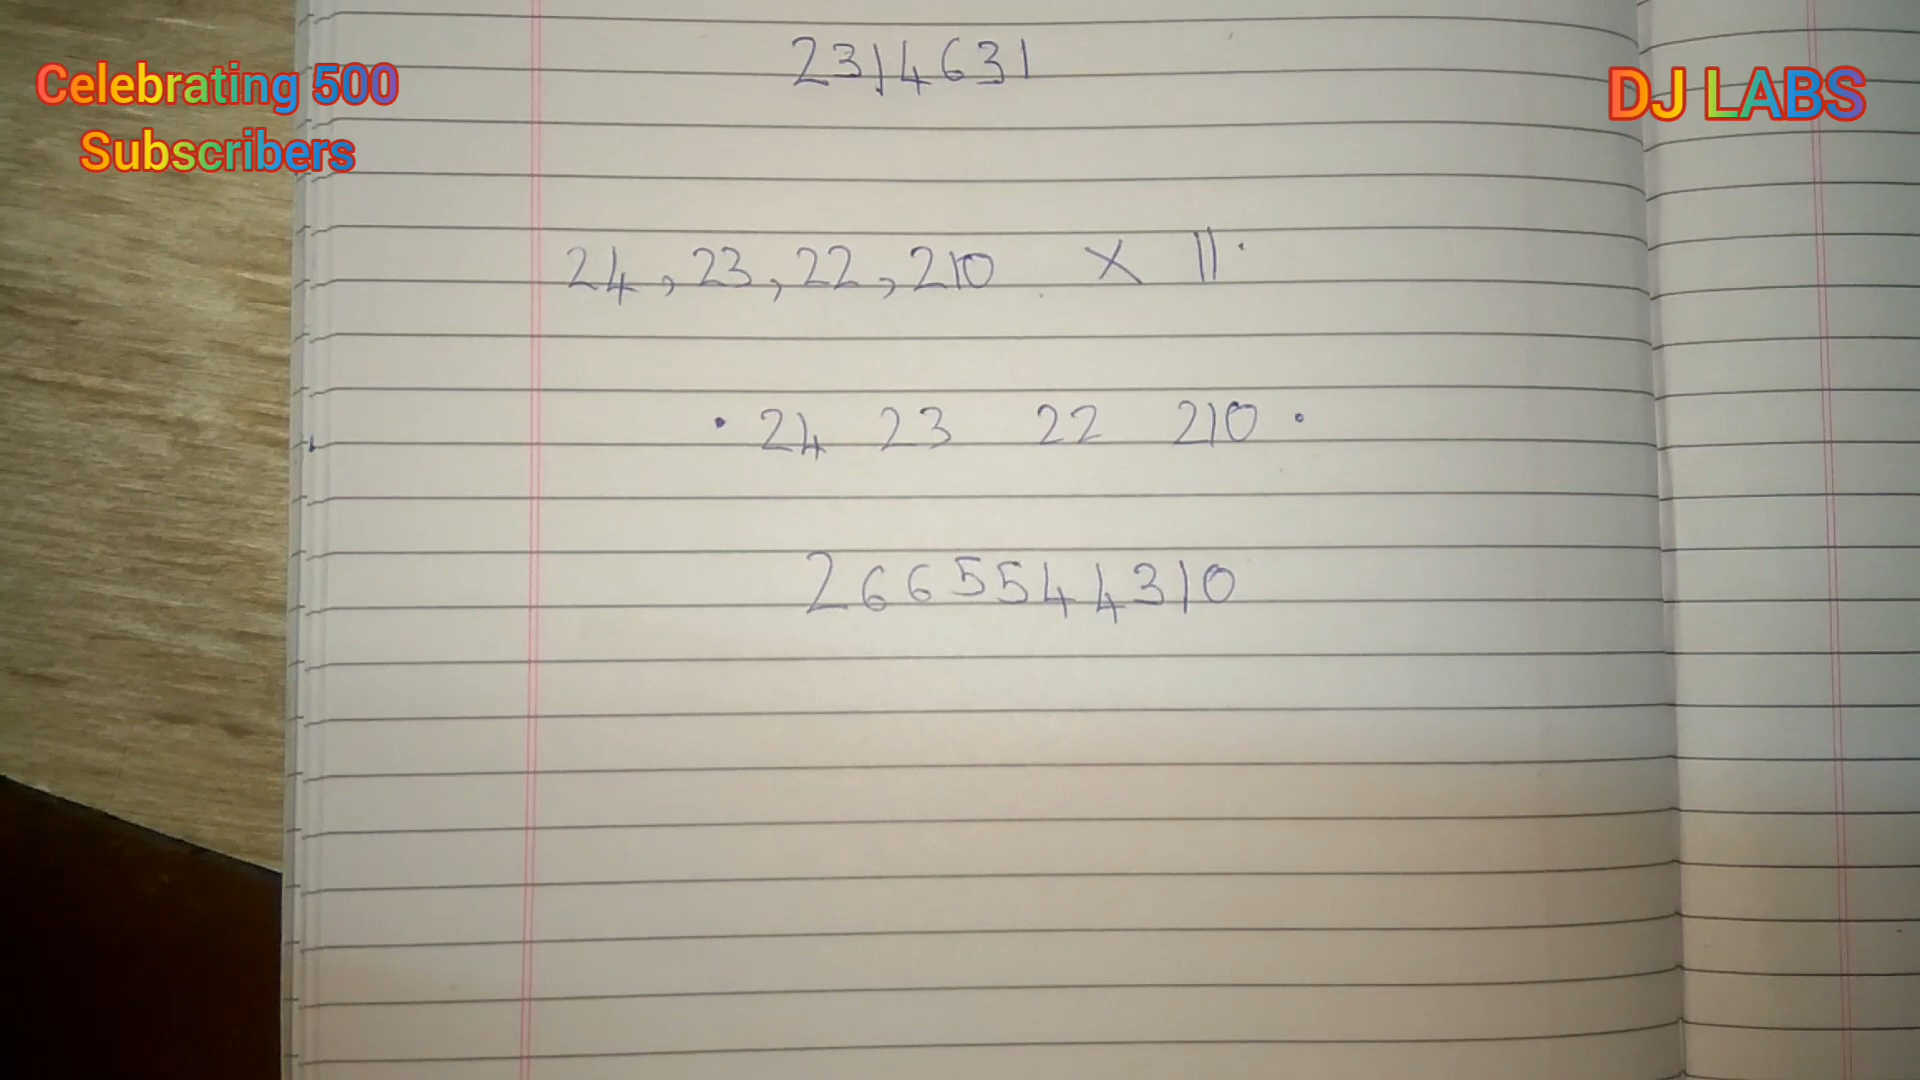 Celebrating 500
Subscribers
DJ LABS
2314631
24, 23, 22, 210 × 11
. 24 23 22 210 .
2665544310